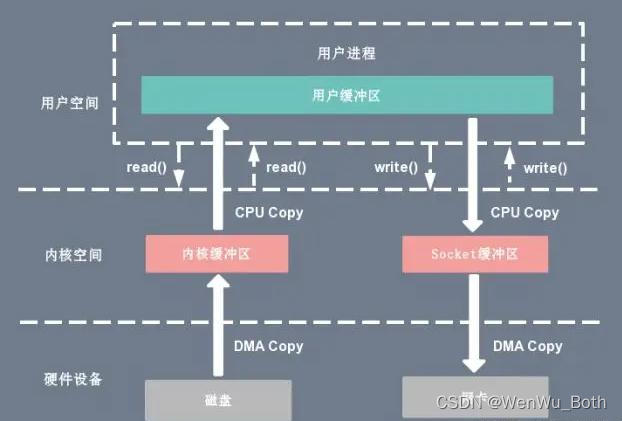 用户进程
用户缓冲区
用户空间
read()
read()
write()
write()
CPU Copy
CPU Copy
内核空间
内核缓冲区
Socket缓冲区
DMA Copy
DMA Copy
硬件设备
磁盘
网卡
CSDN @WenWu_Both